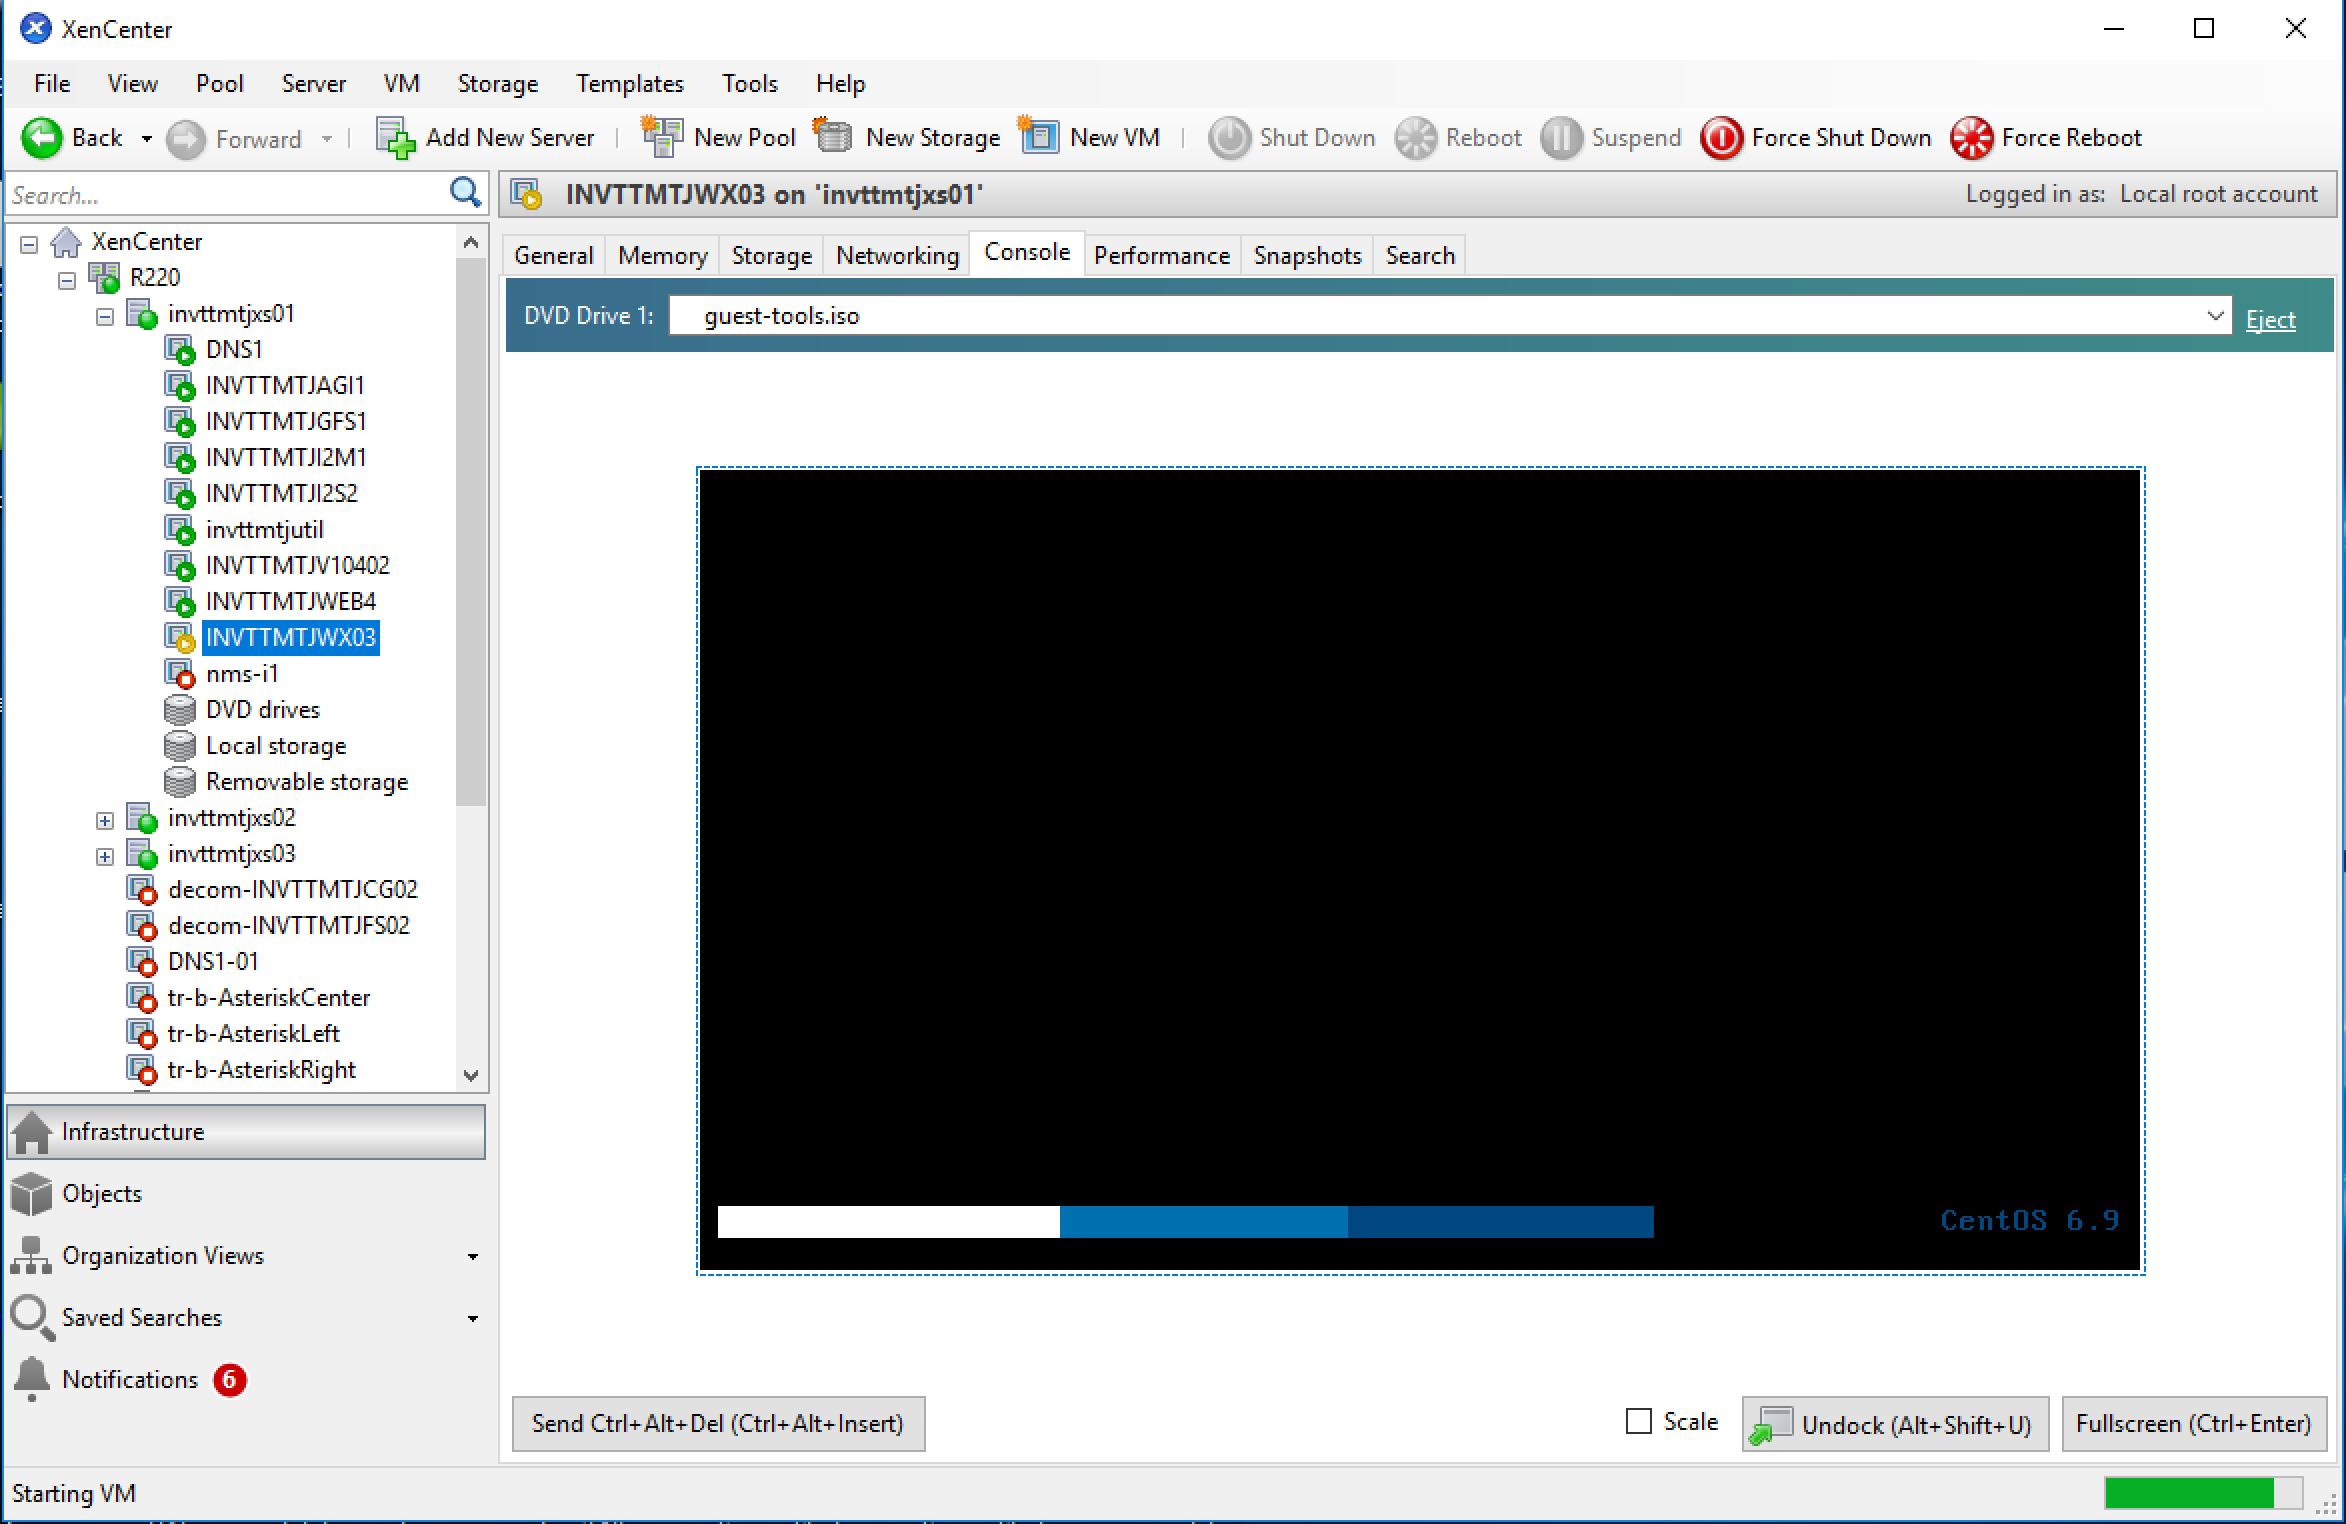 XenCenter
File View Pool Server VM Storage Templates Tools Help
Back Forward Add New Server New Pool New Storage New VM Shut Down Reboot Suspend Force Shut Down Force Reboot
Search...
INVTTMTJWX03 on 'invttmtjxs01' Logged in as: Local root account
XenCenter
R220
invttmtjxs01
DNS1
INVTTMTJAGI1
INVTTMTJGFS1
INVTTMTJI2M1
INVTTMTJI2S2
invttmtjutil
INVTTMTJV10402
INVTTMTJWEB4
INVTTMTJWX03
nms-i1
DVD drives
Local storage
Removable storage
invttmtjxs02
invttmtjxs03
decom-INVTTMTJCG02
decom-INVTTMTJFS02
DNS1-01
tr-b-AsteriskCenter
tr-b-AsteriskLeft
tr-b-AsteriskRight
Infrastructure
Objects
Organization Views
Saved Searches
Notifications 6
General Memory Storage Networking Console Performance Snapshots Search
DVD Drive 1: guest-tools.iso Eject
CentOS 6.9
Send Ctrl+Alt+Del (Ctrl+Alt+Insert) Scale Undock (Alt+Shift+U) Fullscreen (Ctrl+Enter)
Starting VM